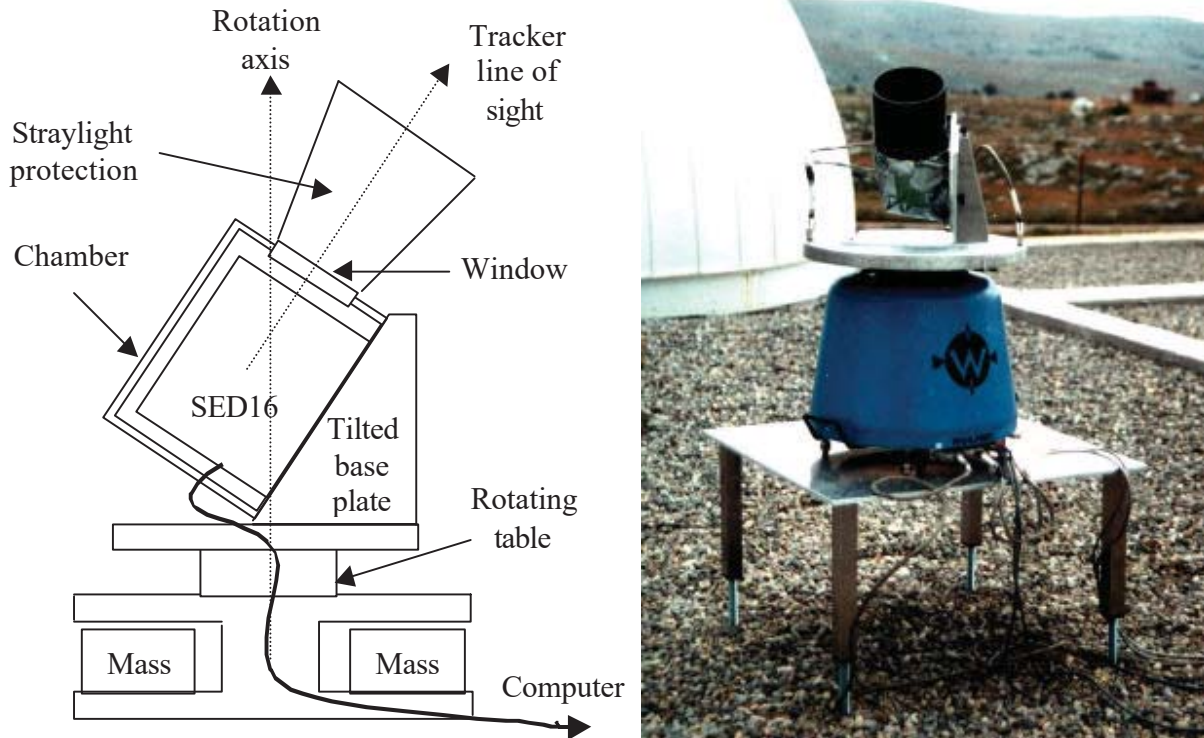 Rotation
axis
Tracker
line of
sight
Straylight
protection
Chamber
Window
SED16
Tilted
base
plate
Rotating
table
Mass
Mass
Computer
W